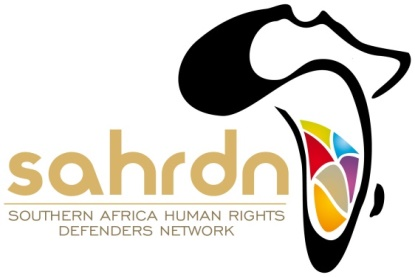 sahrdn
SOUTHERN AFRICA HUMAN RIGHTS
DEFENDERS NETWORK